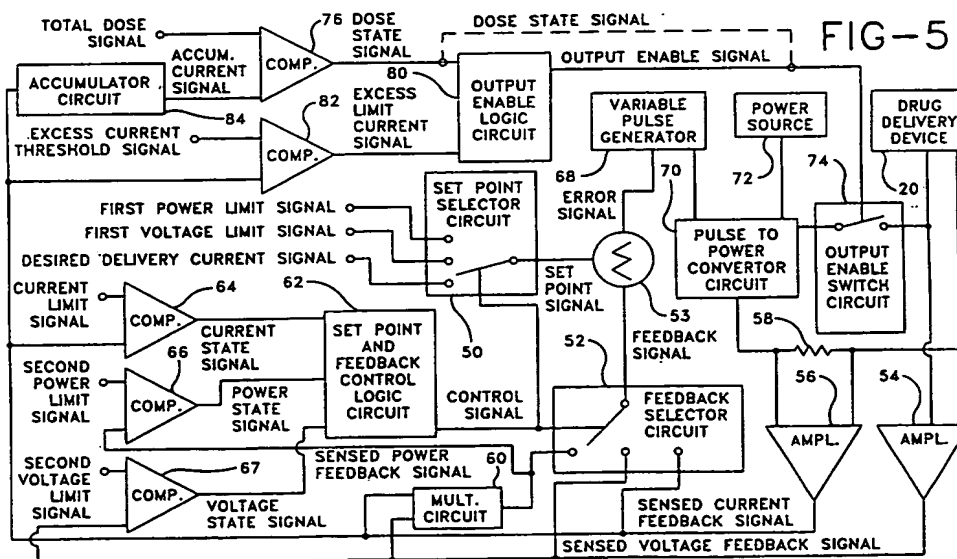 FIG-5
76
DOSE STATE SIGNAL
TOTAL DOSE
SIGNAL
COMP.
DOSE
STATE
SIGNAL
OUTPUT ENABLE SIGNAL
ACCUMULATOR
CIRCUIT
84
ACCUM.
CURRENT
SIGNAL
80
OUTPUT
ENABLE
LOGIC
CIRCUIT
82
EXCESS
LIMIT
CURRENT
SIGNAL
EXCESS CURRENT
THRESHOLD SIGNAL
COMP.
VARIABLE
PULSE
GENERATOR
68
POWER
SOURCE
72
DRUG
DELIVERY
DEVICE
20
74
70
ERROR
SIGNAL
SET POINT
SELECTOR
CIRCUIT
50
FIRST POWER LIMIT SIGNAL
FIRST VOLTAGE LIMIT SIGNAL
DESIRED DELIVERY CURRENT SIGNAL
SET
POINT
SIGNAL
53
PULSE TO
POWER
CONVERTOR
CIRCUIT
OUTPUT
ENABLE
SWITCH
CIRCUIT
CURRENT
LIMIT
SIGNAL
64
COMP.
CURRENT
STATE
SIGNAL
62
SET POINT
AND
FEEDBACK
CONTROL
LOGIC
CIRCUIT
FEEDBACK
SIGNAL
58
SECOND
POWER
LIMIT
SIGNAL
66
COMP.
POWER
STATE
SIGNAL
CONTROL
SIGNAL
52
FEEDBACK
SELECTOR
CIRCUIT
56
AMPL.
54
AMPL.
SECOND
VOLTAGE
LIMIT
SIGNAL
67
COMP.
VOLTAGE
STATE SIGNAL
SENSED POWER
FEEDBACK SIGNAL
60
MULT.
CIRCUIT
SENSED CURRENT
FEEDBACK SIGNAL
SENSED VOLTAGE FEEDBACK SIGNAL